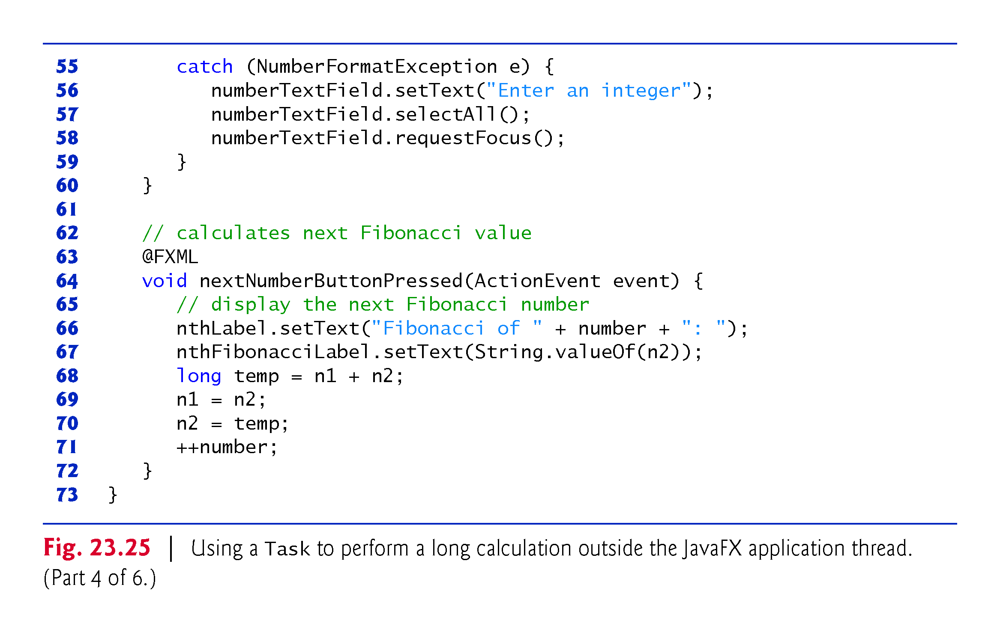 55         catch (NumberFormatException e) {
56            numberTextField.setText("Enter an integer");
57            numberTextField.selectAll();
58            numberTextField.requestFocus();
59         }
60      }
61
62      // calculates next Fibonacci value
63      @FXML
64      void nextNumberButtonPressed(ActionEvent event) {
65         // display the next Fibonacci number
66         nthLabel.setText("Fibonacci of " + number + ": ");
67         nthFibonacciLabel.setText(String.valueOf(n2));
68         long temp = n1 + n2;
69         n1 = n2;
70         n2 = temp;
71         ++number;
72      }
73   }
Fig. 23.25 | Using a Task to perform a long calculation outside the JavaFX application thread.
(Part 4 of 6.)